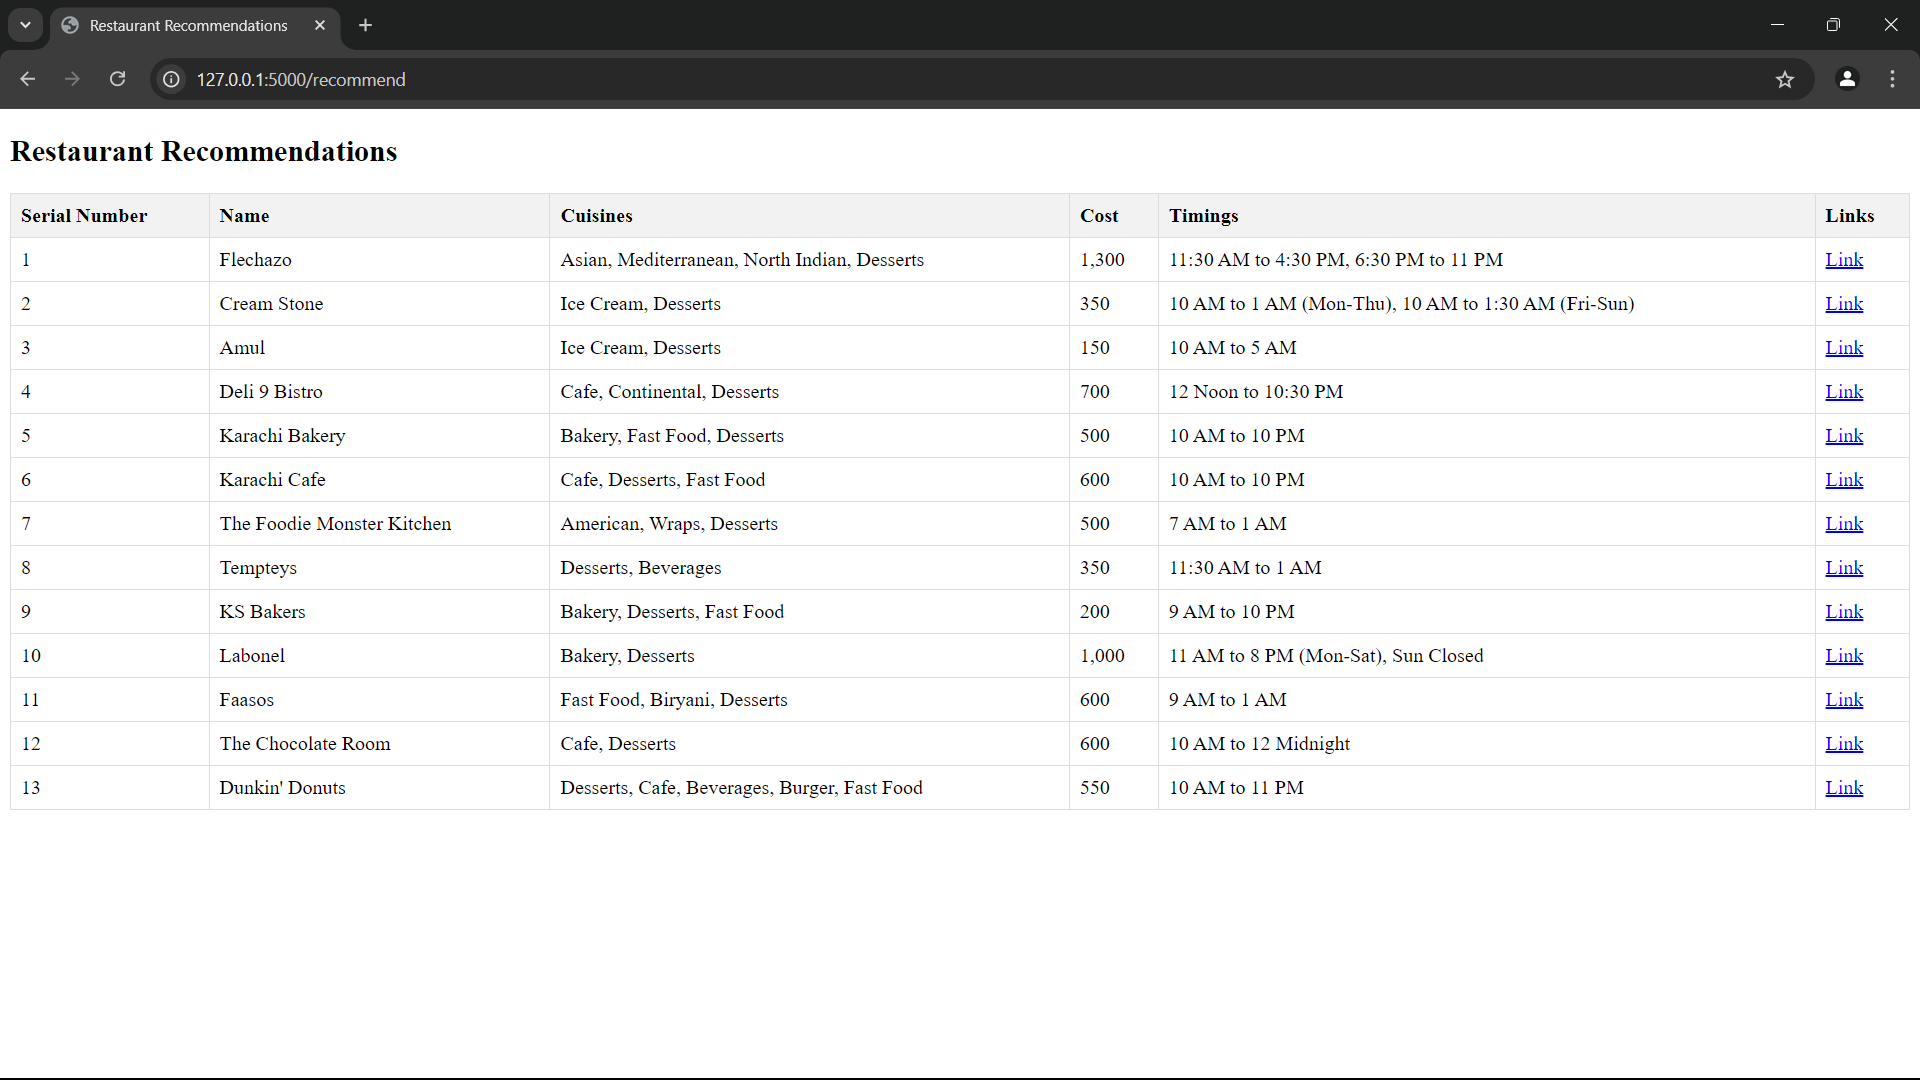 Restaurant Recommendations
127.0.0.1:5000/recommend
Restaurant Recommendations
Serial Number Name Cuisines Cost Timings Links
1 Flechazo Asian, Mediterranean, North Indian, Desserts 1,300 11:30 AM to 4:30 PM, 6:30 PM to 11 PM Link
2 Cream Stone Ice Cream, Desserts 350 10 AM to 1 AM (Mon-Thu), 10 AM to 1:30 AM (Fri-Sun) Link
3 Amul Ice Cream, Desserts 150 10 AM to 5 AM Link
4 Deli 9 Bistro Cafe, Continental, Desserts 700 12 Noon to 10:30 PM Link
5 Karachi Bakery Bakery, Fast Food, Desserts 500 10 AM to 10 PM Link
6 Karachi Cafe Cafe, Desserts, Fast Food 600 10 AM to 10 PM Link
7 The Foodie Monster Kitchen American, Wraps, Desserts 500 7 AM to 1 AM Link
8 Tempteys Desserts, Beverages 350 11:30 AM to 1 AM Link
9 KS Bakers Bakery, Desserts, Fast Food 200 9 AM to 10 PM Link
10 Labonel Bakery, Desserts 1,000 11 AM to 8 PM (Mon-Sat), Sun Closed Link
11 Faasos Fast Food, Biryani, Desserts 600 9 AM to 1 AM Link
12 The Chocolate Room Cafe, Desserts 600 10 AM to 12 Midnight Link
13 Dunkin' Donuts Desserts, Cafe, Beverages, Burger, Fast Food 550 10 AM to 11 PM Link